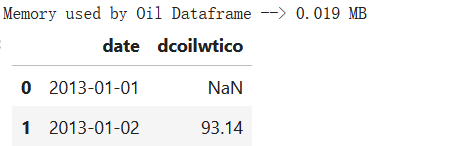 Memory used by Oil Dataframe --> 0.019 MB
date dcoilwtico
0 2013-01-01 NaN
1 2013-01-02 93.14